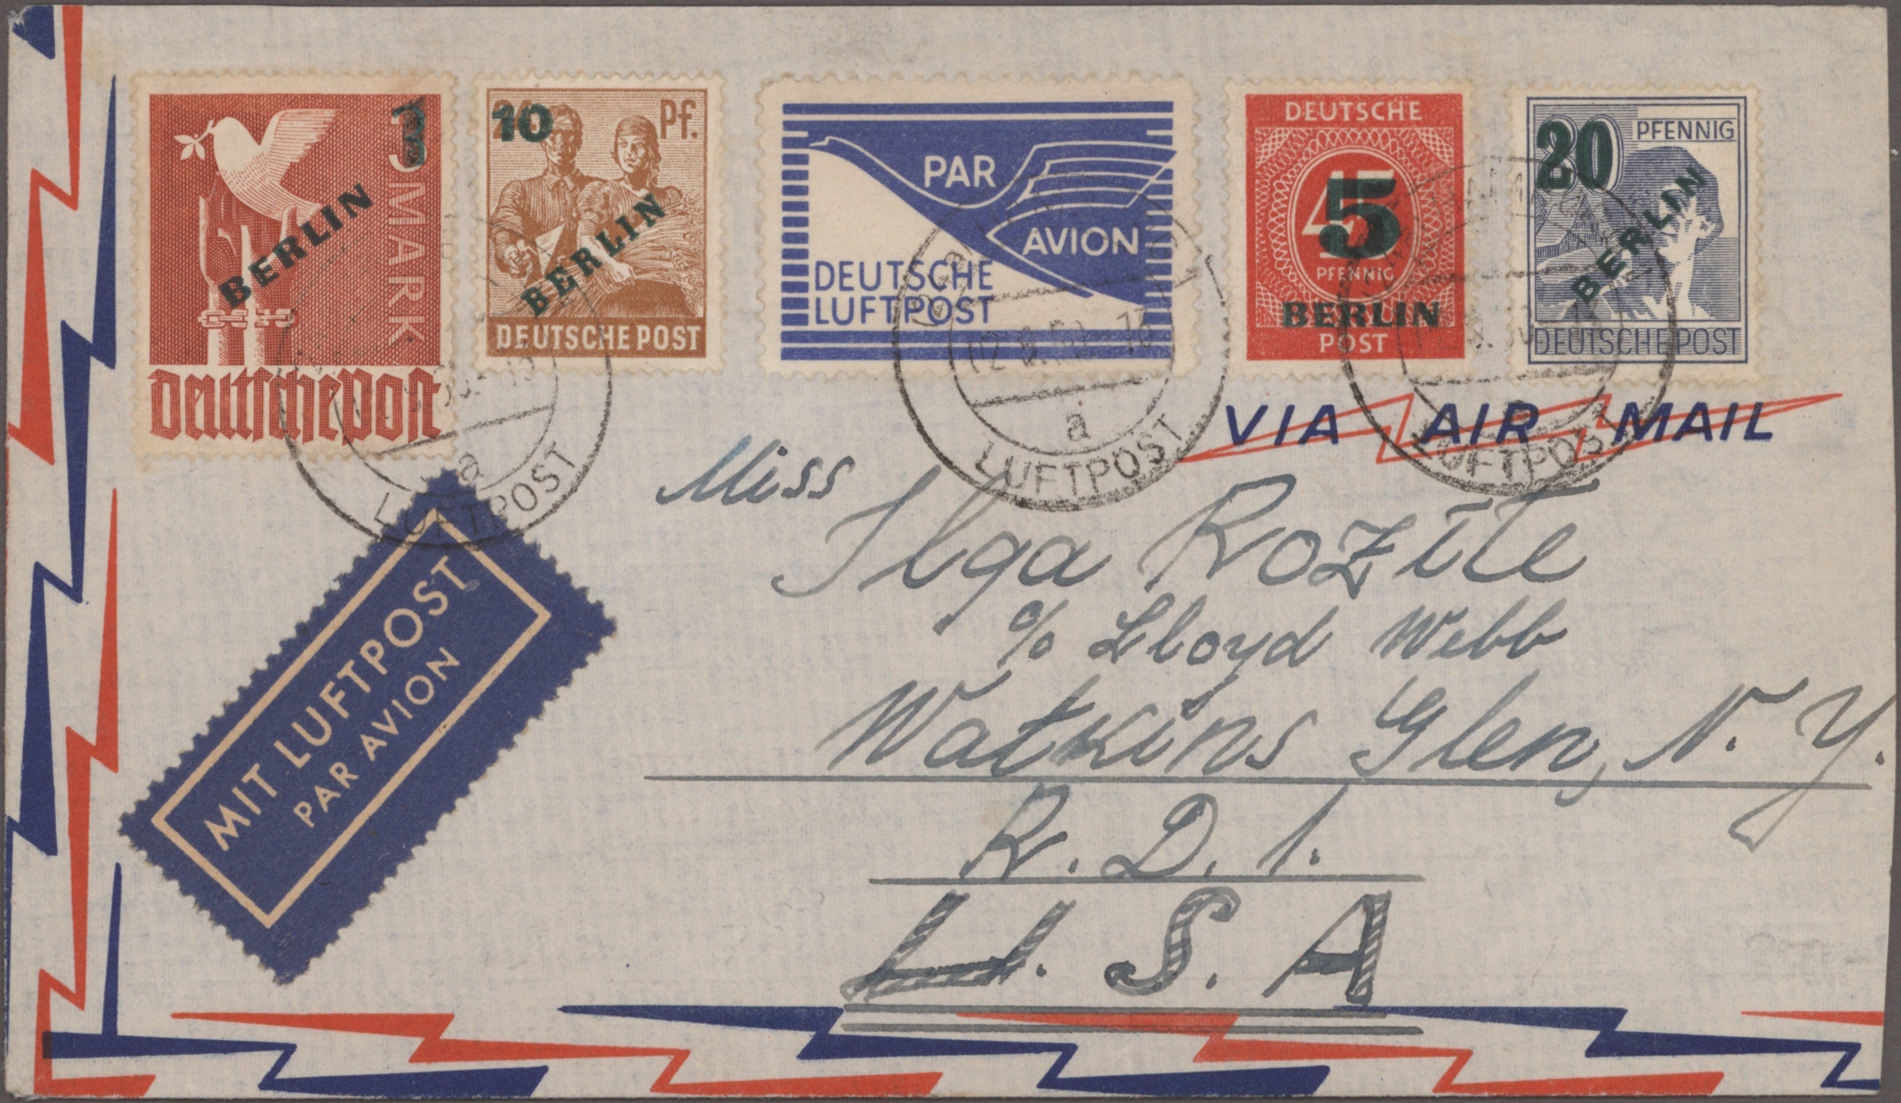 1
MARK
BERLIN
Deutsche Post
10 Pf.
BERLIN
DEUTSCHE POST
PAR
AVION
DEUTSCHE
LUFTPOST
DEUTSCHE
5
PFENNIG
BERLIN
POST
20 PFENNIG
BERLIN
DEUTSCHE POST
a
LUFTPOST
a
LUFTPOST
LUFTPOST
VIA AIR MAIL
MIT LUFTPOST
PAR AVION
Miss
Ilga Rozite
c/o Lloyd Webb
Watkins Glen, N. Y.
R. D. 1.
U. S. A